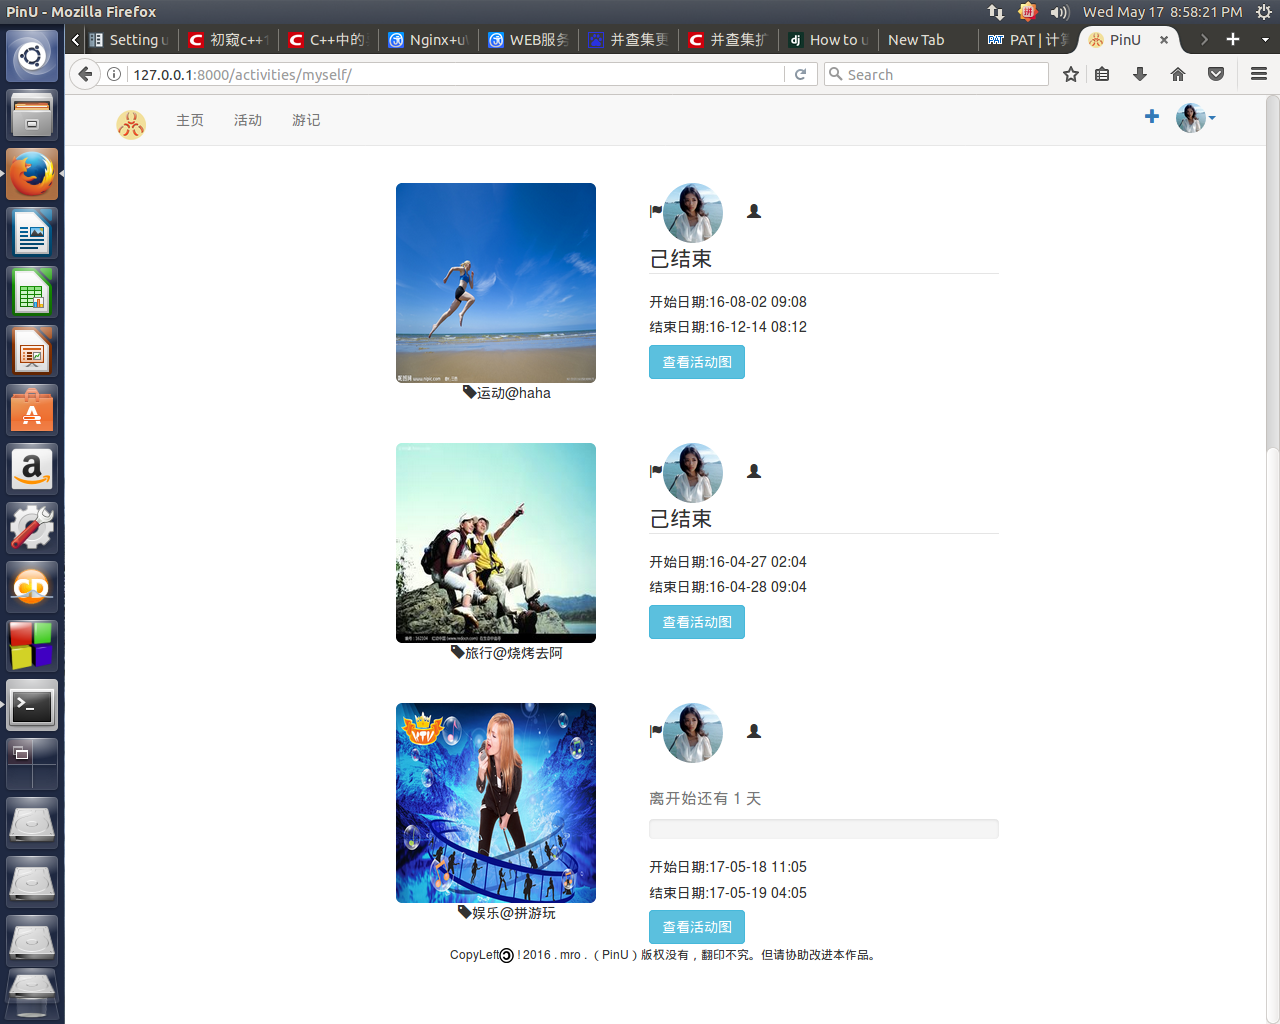 PinU - Mozilla Firefox
Wed May 17 8:58:21 PM
Setting u
初窥c++1
C++中的
Nginx+u
WEB服务
并查集更
并查集扩
How to u
New Tab
PAT | 计算
PinU
127.0.0.1:8000/activities/myself/
Search
主页 活动 游记
己结束
开始日期:16-08-02 09:08
结束日期:16-12-14 08:12
查看活动图
运动@haha
己结束
开始日期:16-04-27 02:04
结束日期:16-04-28 09:04
查看活动图
旅行@烧烤去阿
离开始还有 1 天
开始日期:17-05-18 11:05
结束日期:17-05-19 04:05
查看活动图
娱乐@拼游玩
CopyLeft ! 2016 . mro . ( PinU ) 版权没有，翻印不究。但请协助改进本作品。